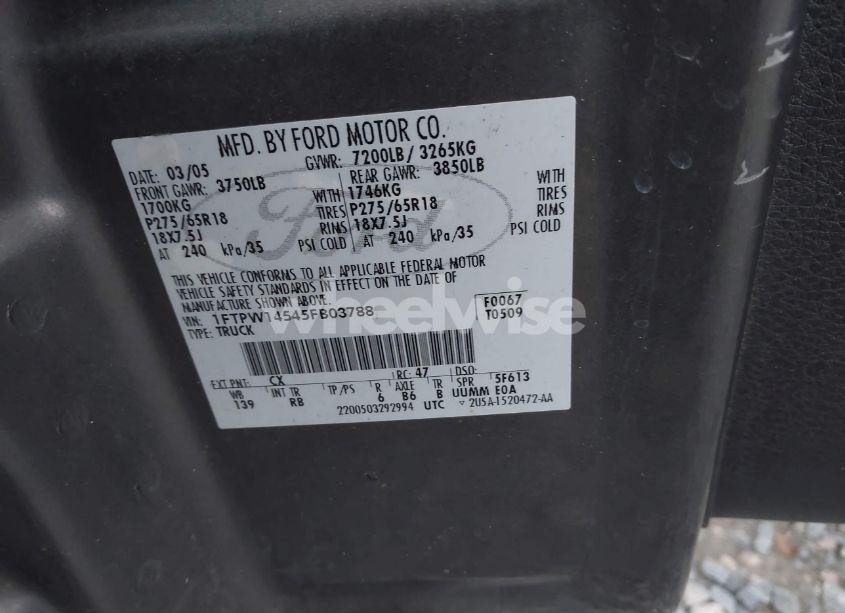 MFD. BY FORD MOTOR CO.
DATE: 03/05 GVWR: 7200LB / 3265KG
FRONT GAWR: 3750LB REAR GAWR: 3850LB
1700KG WITH 1746KG WITH
P275/65R18 TIRES P275/65R18 TIRES
18X7.5J RIMS 18X7.5J RIMS
AT 240 kPa/35 PSI COLD AT 240 kPa/35 PSI COLD
THIS VEHICLE CONFORMS TO ALL APPLICABLE FEDERAL MOTOR
VEHICLE SAFETY STANDARDS IN EFFECT ON THE DATE OF
MANUFACTURE SHOWN ABOVE.
VIN: 1FTPW14545FB03788 F0067
TYPE: TRUCK T0509
EXT PNT: CX RC: 47 DSO:
WB INT TR TP/PS R AXLE TR SPR 5F613
139 RB 6 B6 B UUMM E0A
2200503292994 UTC ▿ 2U5A-1520472-AA
Ford
wheelwise